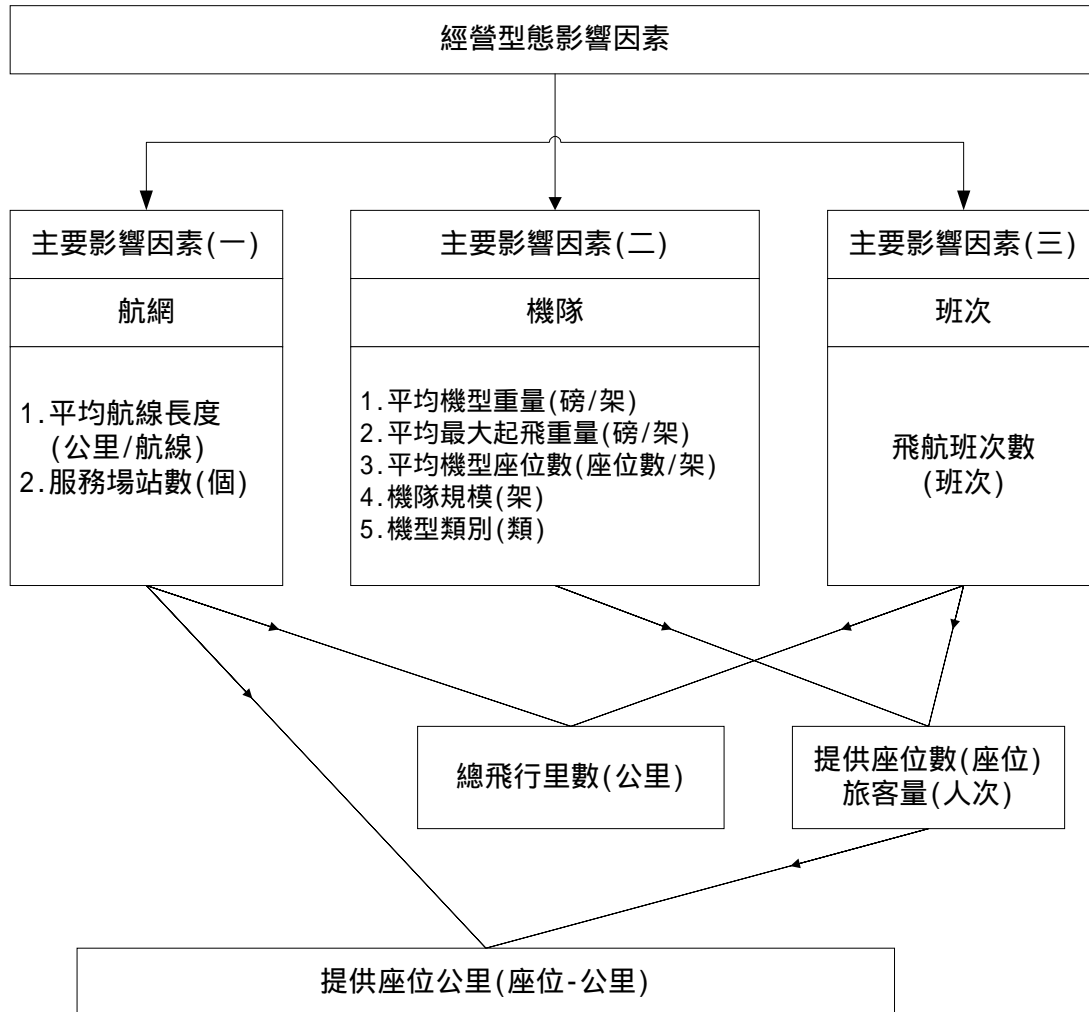 經營型態影響因素
主要影響因素(一)
航網
1.平均航線長度
(公里/航線)
2.服務場站數(個)
主要影響因素(二)
機隊
1.平均機型重量(磅/架)
2.平均最大起飛重量(磅/架)
3.平均機型座位數(座位數/架)
4.機隊規模(架)
5.機型類別(類)
主要影響因素(三)
班次
飛航班次數
(班次)
總飛行里數(公里)
提供座位數(座位)
旅客量(人次)
提供座位公里(座位-公里)